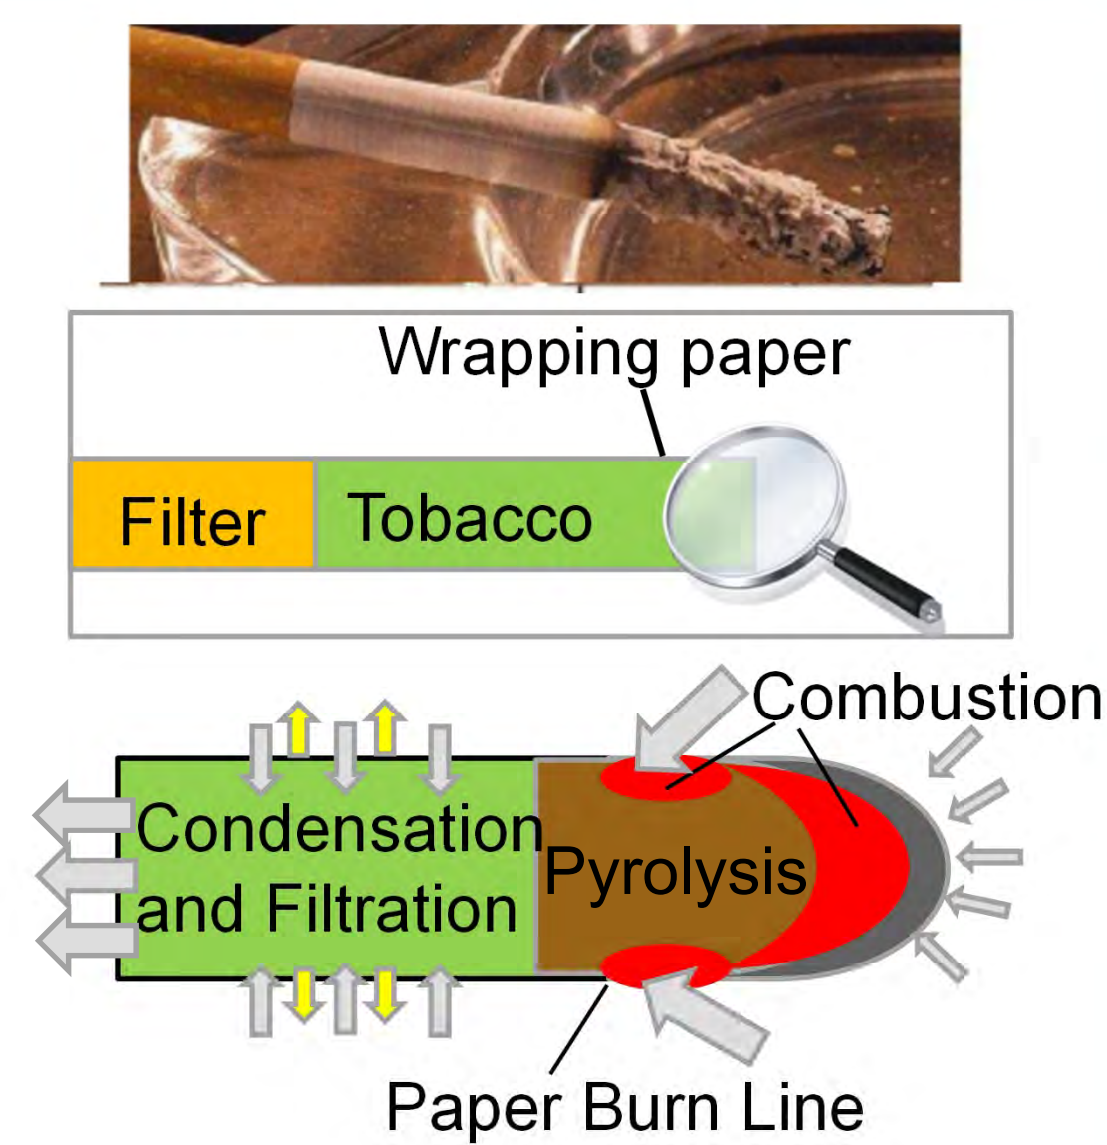 Wrapping paper
Filter
Tobacco
Combustion
Condensation
and Filtration
Pyrolysis
Paper Burn Line